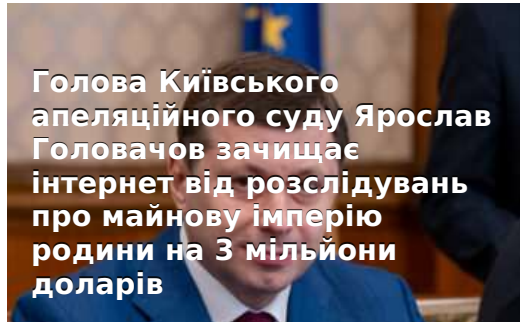 Голова Київського
апеляційного суду Ярослав
Головачов зачищає
інтернет від розслідувань
про майнову імперію
родини на 3 мільйони
доларів